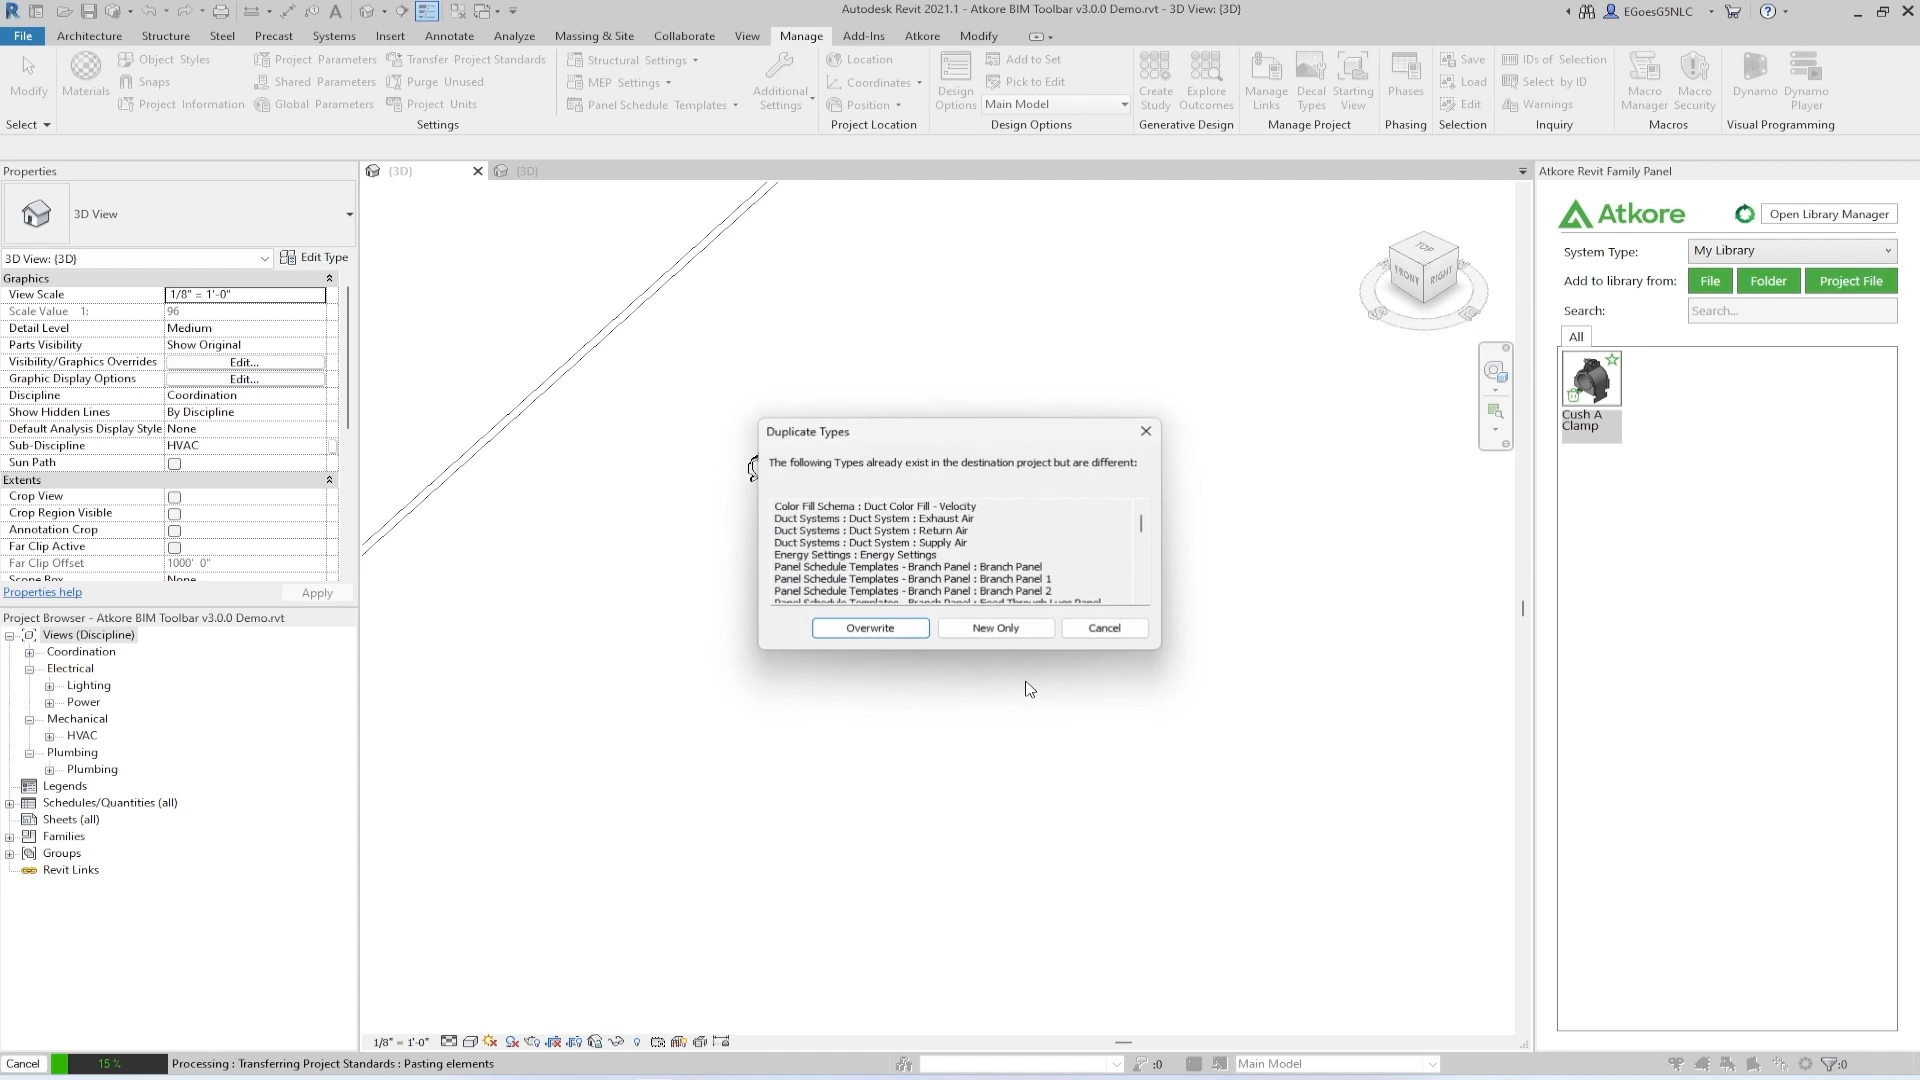 Autodesk Revit 2021.1 - Atkore BIM Toolbar v3.0.0 Demo.rvt - 3D View: {3D}
EGoesG5NLC
File Architecture Structure Steel Precast Systems Insert Annotate Analyze Massing & Site Collaborate View Manage Add-Ins Atkore Modify
Modify
Materials
Object Styles
Snaps
Project Information
Project Parameters
Shared Parameters
Global Parameters
Transfer Project Standards
Purge Unused
Project Units
Structural Settings
MEP Settings
Panel Schedule Templates
Additional Settings
Location
Coordinates
Position
Design Options
Add to Set
Pick to Edit
Main Model
Create Study
Explore Outcomes
Manage Links
Decal Types
Starting View
Phases
Save
Load
Edit
IDs of Selection
Select by ID
Warnings
Macro Manager
Macro Security
Dynamo
Dynamo Player
Select Settings Project Location Design Options Generative Design Manage Project Phasing Selection Inquiry Macros Visual Programming
Properties
3D View
3D View: {3D}
Edit Type
Graphics
View Scale 1/8" = 1'-0"
Scale Value 1: 96
Detail Level Medium
Parts Visibility Show Original
Visibility/Graphics Overrides Edit...
Graphic Display Options Edit...
Discipline Coordination
Show Hidden Lines By Discipline
Default Analysis Display Style None
Sub-Discipline HVAC
Sun Path
Extents
Crop View
Crop Region Visible
Annotation Crop
Far Clip Active
Far Clip Offset 1000' 0"
Scope Box None
Properties help
Apply
Project Browser - Atkore BIM Toolbar v3.0.0 Demo.rvt
Views (Discipline)
Coordination
Electrical
Lighting
Power
Mechanical
HVAC
Plumbing
Plumbing
Legends
Schedules/Quantities (all)
Sheets (all)
Families
Groups
Revit Links
{3D}
{3D}
TOP
FRONT
RIGHT
Duplicate Types
The following Types already exist in the destination project but are different:
Color Fill Schema : Duct Color Fill - Velocity
Duct Systems : Duct System : Exhaust Air
Duct Systems : Duct System : Return Air
Duct Systems : Duct System : Supply Air
Energy Settings : Energy Settings
Panel Schedule Templates - Branch Panel : Branch Panel
Panel Schedule Templates - Branch Panel : Branch Panel 1
Panel Schedule Templates - Branch Panel : Branch Panel 2
Panel Schedule Templates - Branch Panel : Feed Through Lugs Panel
Overwrite
New Only
Cancel
Atkore Revit Family Panel
Atkore
Open Library Manager
System Type: My Library
Add to library from: File Folder Project File
Search: Search...
All
Cush A
Clamp
1/8" = 1'-0"
Cancel
15 %
Processing : Transferring Project Standards : Pasting elements
:0
Main Model
:0